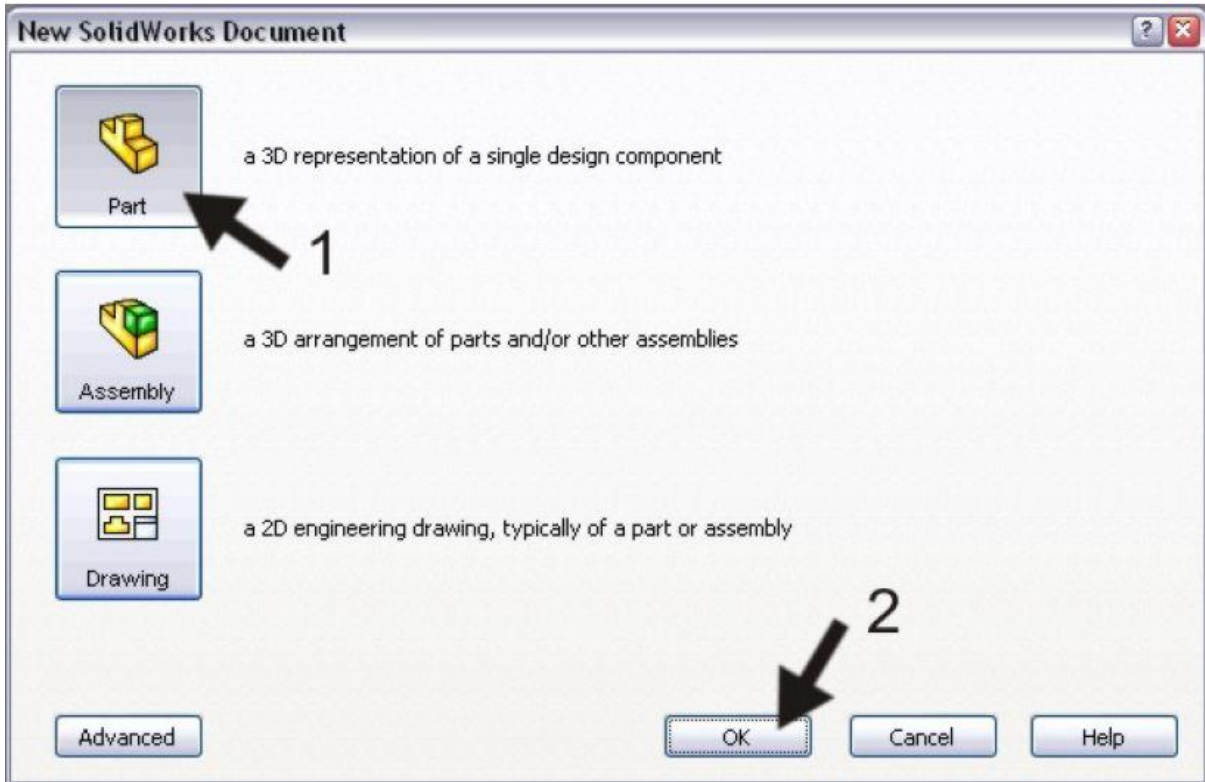 New SolidWorks Document
Part
a 3D representation of a single design component
1
Assembly
a 3D arrangement of parts and/or other assemblies
Drawing
a 2D engineering drawing, typically of a part or assembly
2
Advanced
OK
Cancel
Help